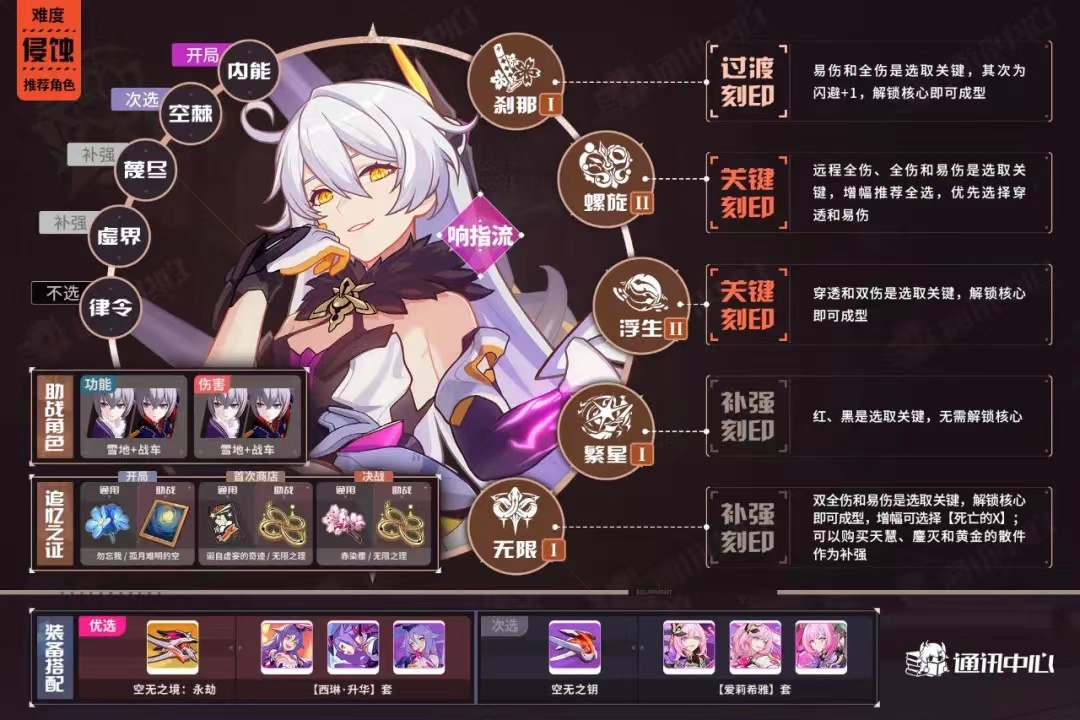 难度
侵蚀
推荐角色
开局
内能
次选
空棘
补强
蔑尽
补强
虚界
不选
律令
响指流
刹那 I
过渡
刻印
易伤和全伤是选取关键，其次为
闪避+1，解锁核心即可成型
螺旋 II
关键
刻印
远程全伤、全伤和易伤是选取关
键，增幅推荐全选，优先选择穿
透和易伤
浮生 II
关键
刻印
穿透和双伤是选取关键，解锁核心
即可成型
繁星 I
补强
刻印
红、黑是选取关键，无需解锁核心
无限 I
补强
刻印
双全伤和易伤是选取关键，解锁核心
即可成型，增幅可选择【死亡的X】；
可以购买天慧、鏖灭和黄金的散件
作为补强
助战角色
功能
雪地+战车
伤害
雪地+战车
追忆之证
开局
通用 助战
勿忘我 / 孤月难明的空
首次商店
通用 助战
诞自虚妄的奇迹 / 无限之理
决战
通用 助战
赤染樱 / 无限之理
EQUIPMENT
装备搭配
优选
空无之境：永劫
【西琳·升华】套
次选
空无之钥
【爱莉希雅】套
通讯中心